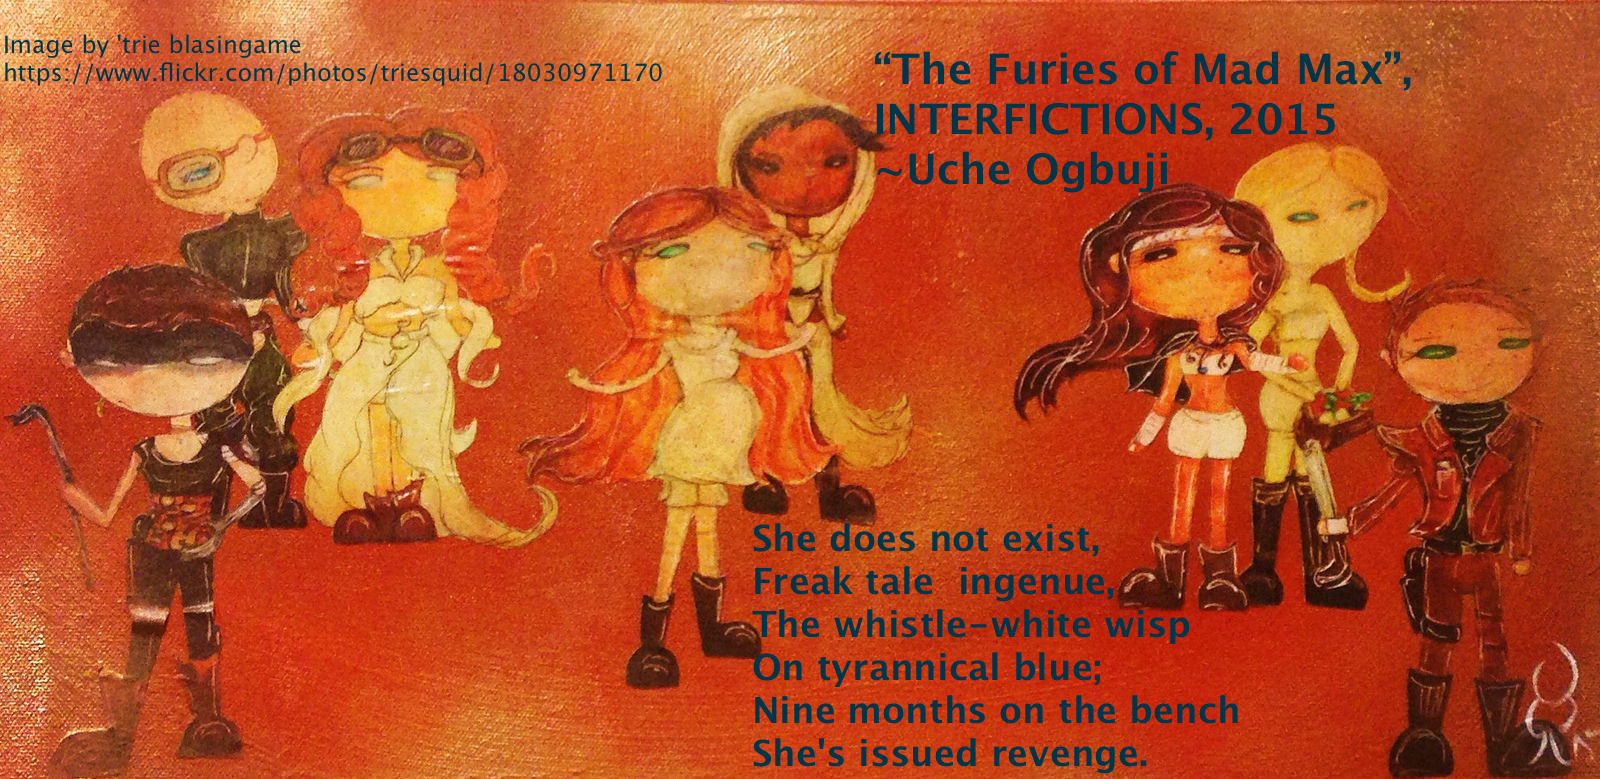 Image by 'trie blasingame
https://www.flickr.com/photos/triesquid/18030971170
“The Furies of Mad Max”,
INTERFICTIONS, 2015
~Uche Ogbuji
She does not exist,
Freak tale  ingenue,
The whistle-white wisp
On tyrannical blue;
Nine months on the bench
She's issued revenge.